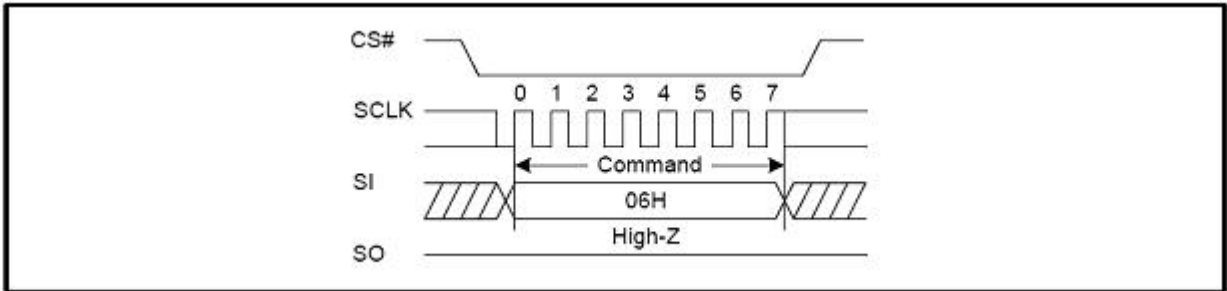 CS#
0 1 2 3 4 5 6 7
SCLK
Command
SI
06H
High-Z
SO